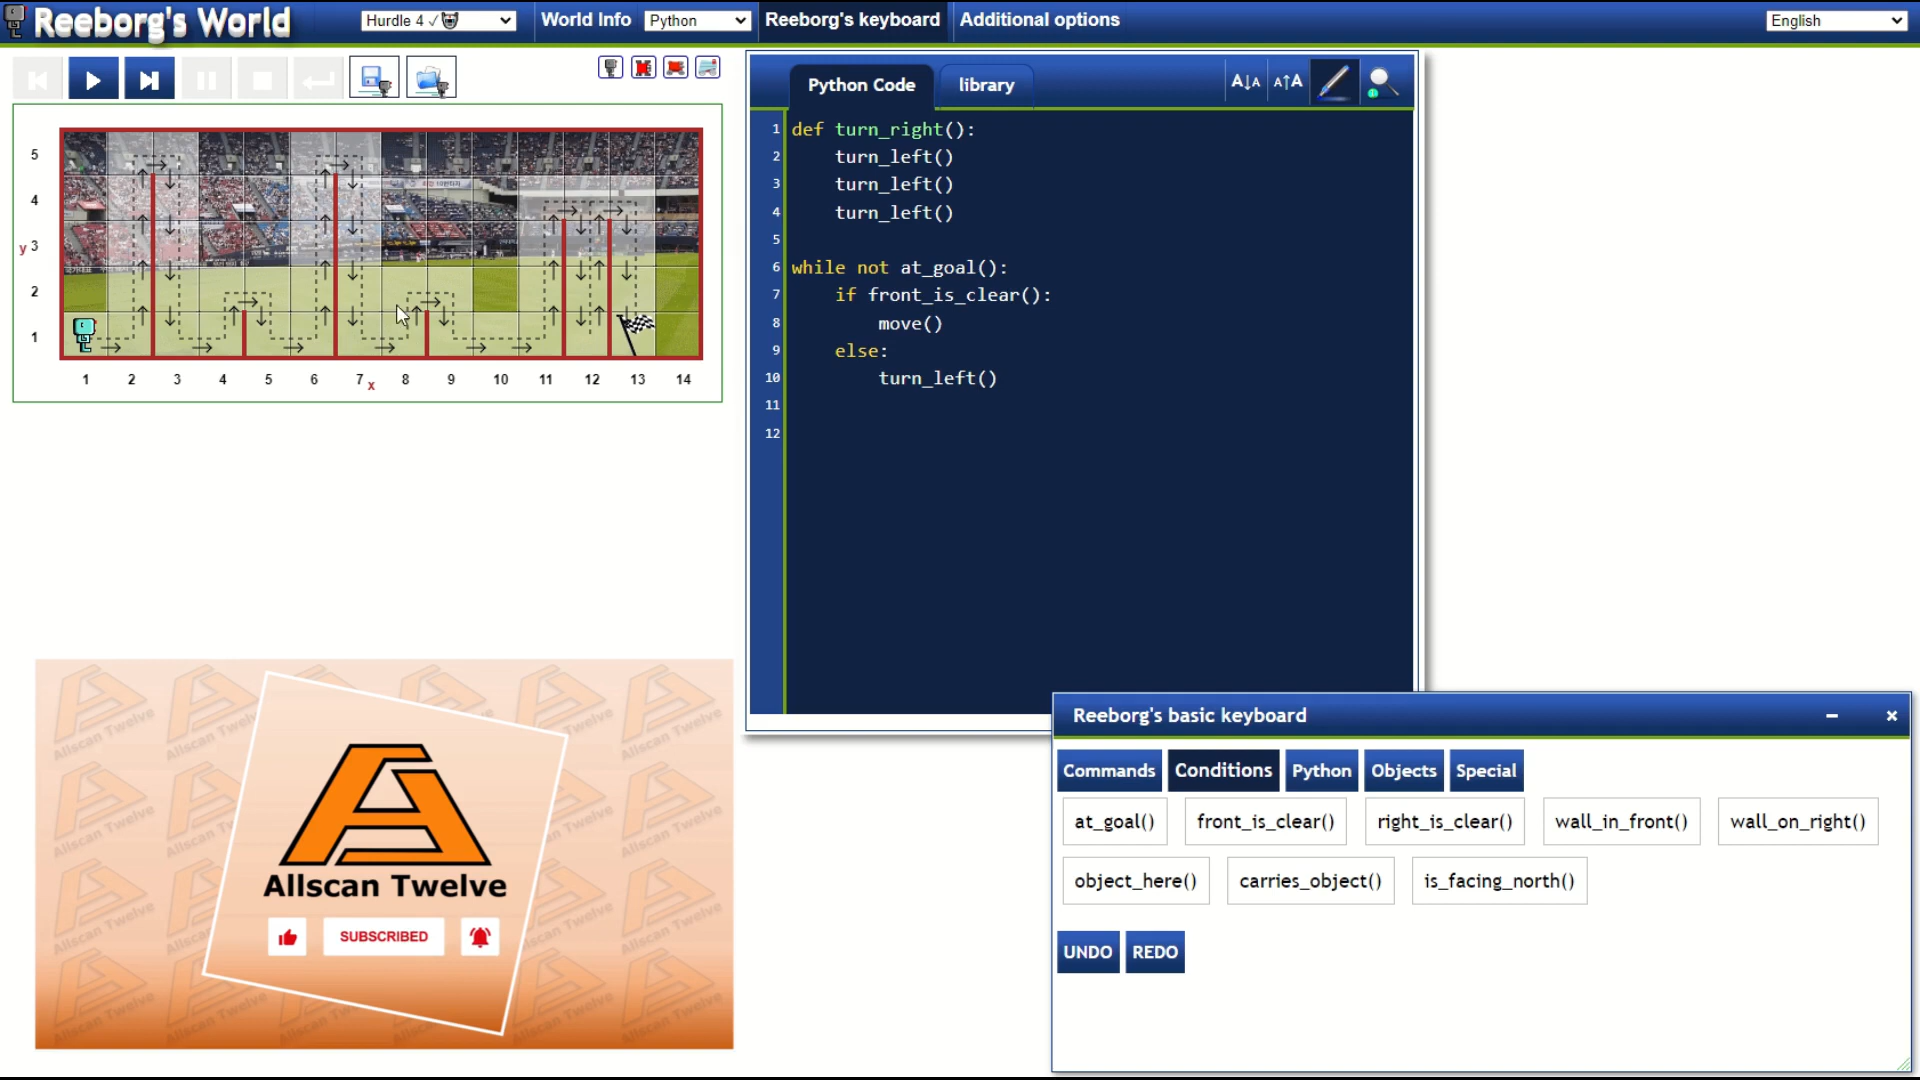 Reeborg's World
Hurdle 4 ✓
World Info
Python
Reeborg's keyboard
Additional options
English
Python Code
library
A↓A
A↑A
5
4
y 3
2
1
1 2 3 4 5 6 7 x 8 9 10 11 12 13 14
1 def turn_right():
2 turn_left()
3 turn_left()
4 turn_left()
5
6 while not at_goal():
7 if front_is_clear():
8 move()
9 else:
10 turn_left()
11
12
Allscan Twelve
SUBSCRIBED
Reeborg's basic keyboard
Commands Conditions Python Objects Special
at_goal() front_is_clear() right_is_clear() wall_in_front() wall_on_right()
object_here() carries_object() is_facing_north()
UNDO REDO